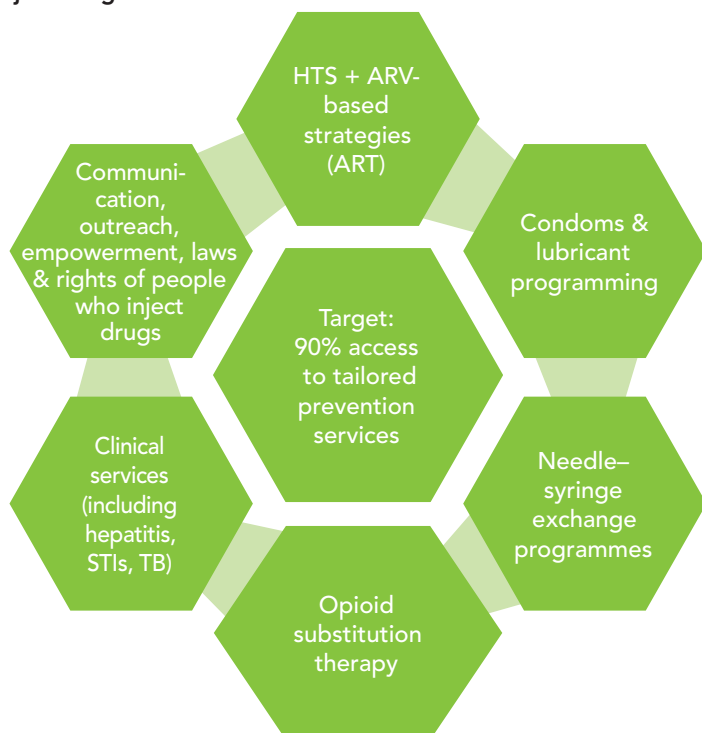 HTS + ARV-
based
strategies
(ART)
Communi-
cation,
outreach,
empowerment, laws
& rights of people
who inject
drugs
Condoms &
lubricant
programming
Target:
90% access
to tailored
prevention
services
Clinical
services
(including
hepatitis,
STIs, TB)
Needle–
syringe
exchange
programmes
Opioid
substitution
therapy